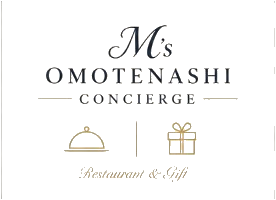 M's
OMOTENASHI
CONCIERGE
Restaurant & Gift